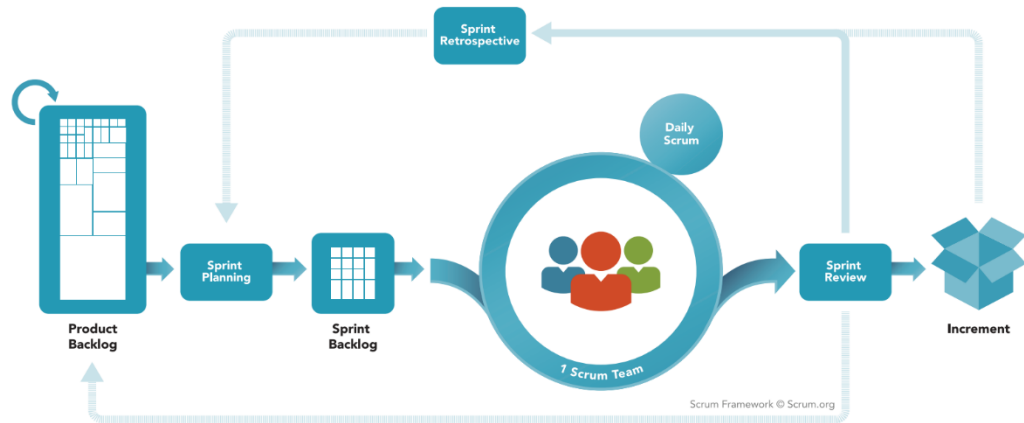 Sprint
Retrospective
Daily
Scrum
Sprint
Planning
Sprint
Review
Product
Backlog
Sprint
Backlog
Increment
1 Scrum Team
Scrum Framework © Scrum.org